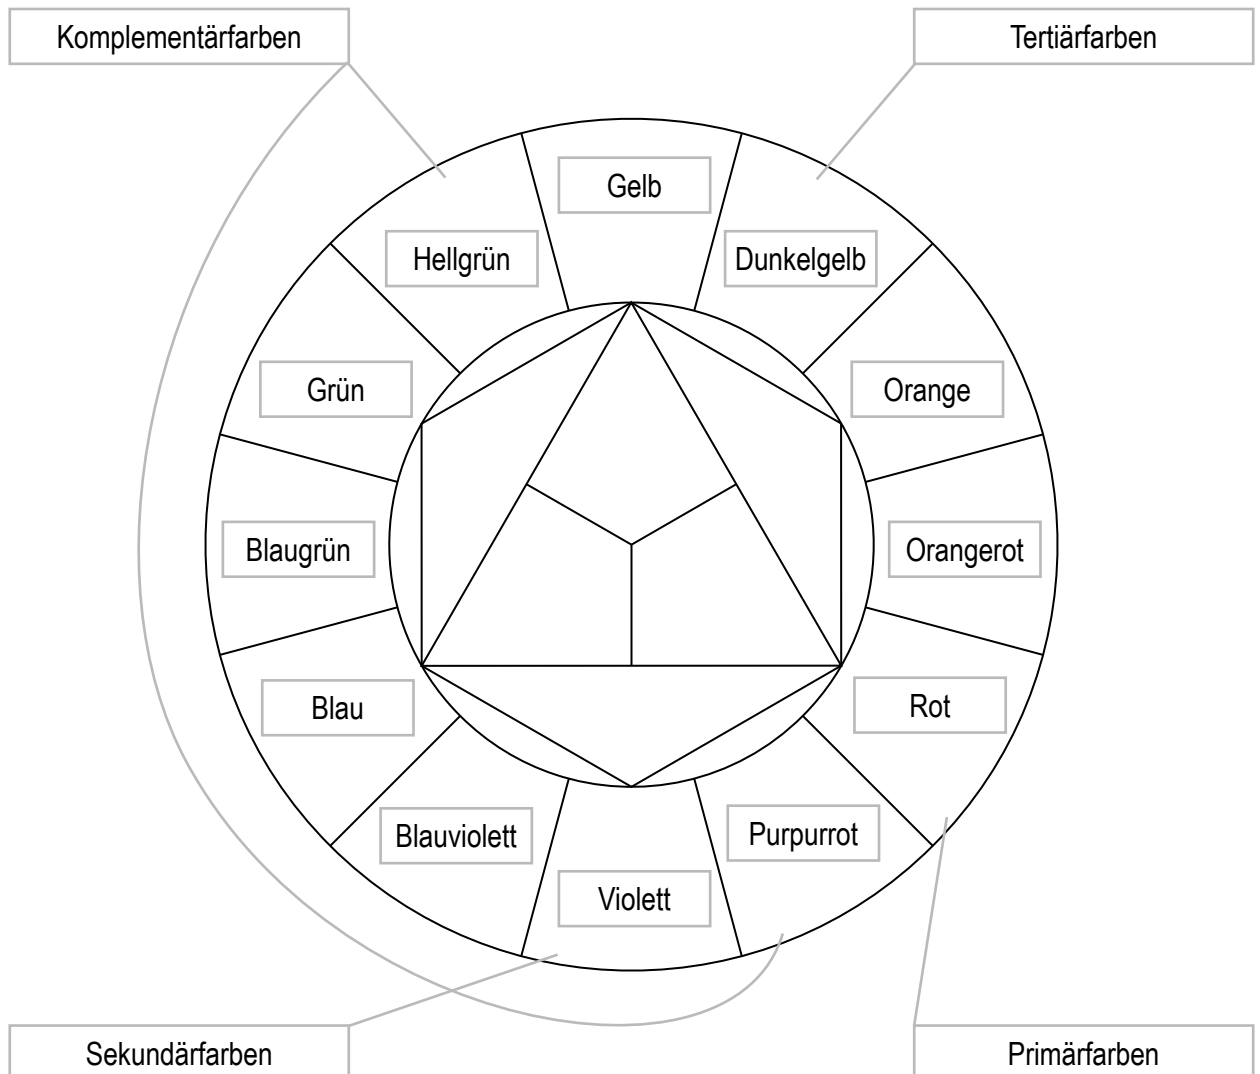 Komplementärfarben
Tertiärfarben
Gelb
Hellgrün
Dunkelgelb
Grün
Orange
Blaugrün
Orangerot
Blau
Rot
Blauviolett
Purpurrot
Violett
Sekundärfarben
Primärfarben